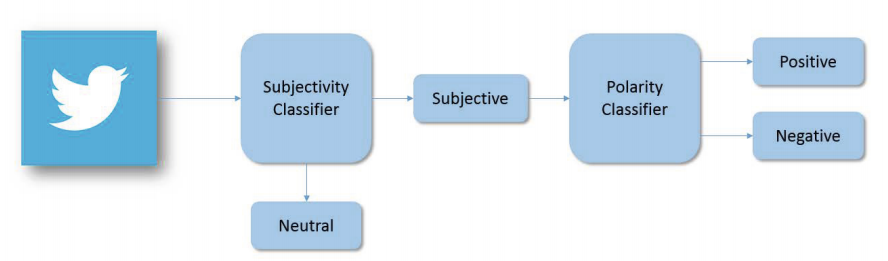 Subjectivity
Classifier
Subjective
Polarity
Classifier
Positive
Negative
Neutral